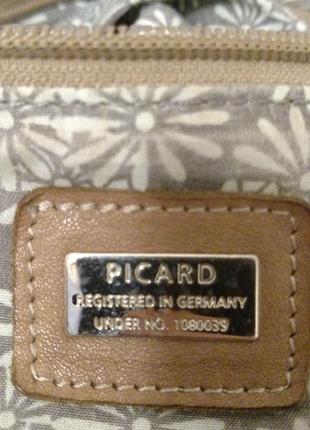 PICARD
REGISTERED IN GERMANY
UNDER NO. 1080039